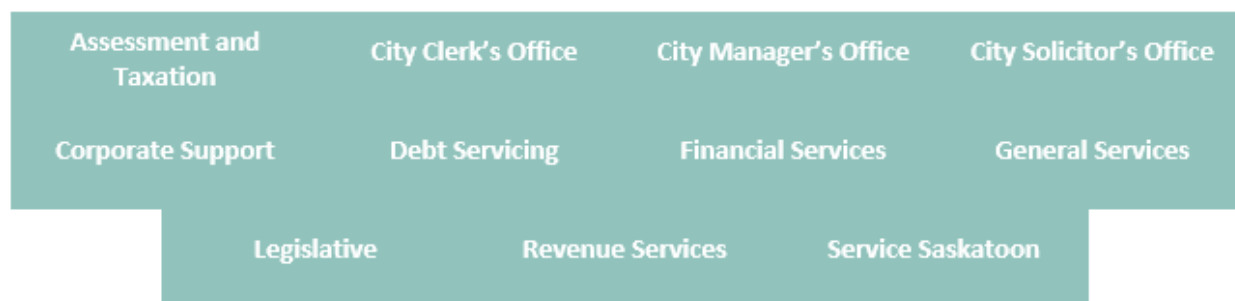 Assessment and
Taxation
City Clerk's Office
City Manager's Office
City Solicitor's Office
Corporate Support
Debt Servicing
Financial Services
General Services
Legislative
Revenue Services
Service Saskatoon